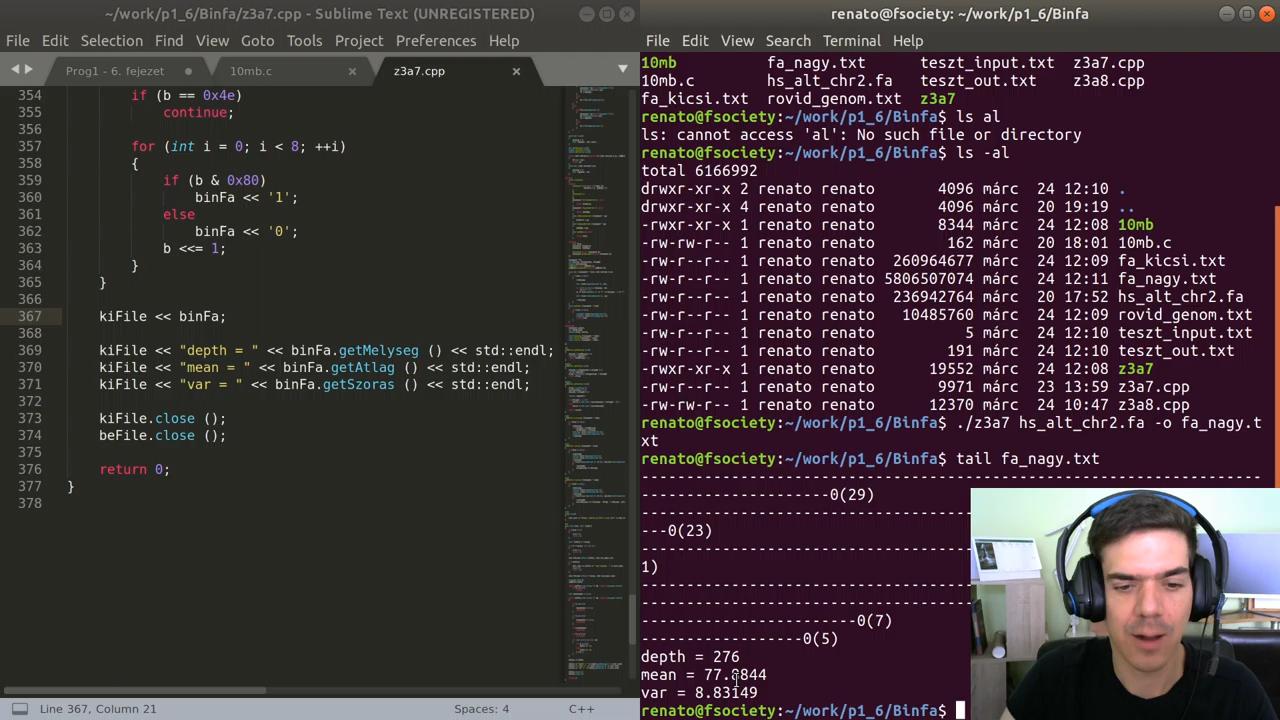 ~/work/p1_6/Binfa/z3a7.cpp - Sublime Text (UNREGISTERED)
File Edit Selection Find View Goto Tools Project Preferences Help
Prog1 - 6. fejezet 10mb.c z3a7.cpp
354 if (b == 0x4e)
355 continue;
356
357 for (int i = 0; i < 8; ++i)
358 {
359 if (b & 0x80)
360 binFa << '1';
361 else
362 binFa << '0';
363 b <<= 1;
364 }
365 }
366
367 kiFile << binFa;
368
369 kiFile << "depth = " << binFa.getMelyseg () << std::endl;
370 kiFile << "mean = " << binFa.getAtlag () << std::endl;
371 kiFile << "var = " << binFa.getSzoras () << std::endl;
372
373 kiFile.close ();
374 beFile.close ();
375
376 return 0;
377 }
378
Line 367, Column 21 Spaces: 4 C++
renato@fsociety: ~/work/p1_6/Binfa
File Edit View Search Terminal Help
10mb fa_nagy.txt teszt_input.txt z3a7.cpp
10mb.c hs_alt_chr2.fa teszt_out.txt z3a8.cpp
fa_kicsi.txt rovid_genom.txt z3a7
renato@fsociety:~/work/p1_6/Binfa$ ls al
ls: cannot access 'al': No such file or directory
renato@fsociety:~/work/p1_6/Binfa$ ls -al
total 6166928
drwxr-xr-x 2 renato renato 4096 márc 24 12:10 .
drwxr-xr-x 4 renato renato 4096 márc 24 19:19 ..
-rwxr-xr-x 1 renato renato 8344 márc 20 18:01 10mb
-rw-rw-r-- 1 renato renato 162 márc 20 18:01 10mb.c
-rw-rw-r-- 1 renato renato 260904677 márc 24 12:09 fa_kicsi.txt
-rw-rw-r-- 1 renato renato 5806694074 márc 24 12:11 fa_nagy.txt
-rw-rw-r-- 1 renato renato 236942764 márc 20 17:28 hs_alt_chr2.fa
-rw-rw-r-- 1 renato renato 10485760 márc 24 12:09 rovid_genom.txt
-rw-rw-r-- 1 renato renato 5 márc 24 12:10 teszt_input.txt
-rw-rw-r-- 1 renato renato 191 márc 24 12:10 teszt_out.txt
-rwxr-xr-x 1 renato renato 19552 márc 24 12:08 z3a7
-rw-rw-r-- 1 renato renato 9971 márc 23 13:52 z3a7.cpp
-rw-rw-r-- 1 renato renato 12370 márc 24 10:47 z3a8.cpp
renato@fsociety:~/work/p1_6/Binfa$ ./z3a7 hs_alt_chr2.fa -o fa_nagy.t
xt
renato@fsociety:~/work/p1_6/Binfa$ tail fa_nagy.txt
---------------------------------------------------------------------
---------------------0(29)
---0(23)
1)
------------------------0(7)
------------------0(5)
depth = 276
mean = 77.8844
var = 8.83149
renato@fsociety:~/work/p1_6/Binfa$